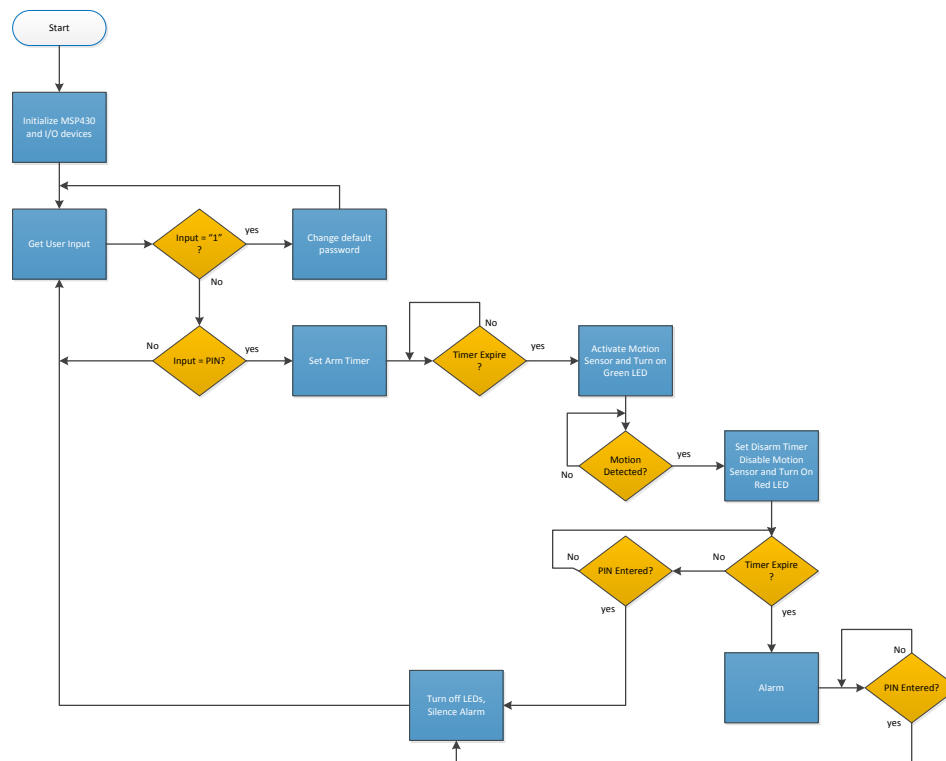 Start
Initialize MSP430
and I/O devices
Get User Input
Input = "1"
?
yes
Change default
password
No
No
Input = PIN?
yes
Set Arm Timer
No
Timer Expire
?
yes
Activate Motion
Sensor and Turn on
Green LED
Motion
Detected?
No
yes
Set Disarm Timer
Disable Motion
Sensor and Turn On
Red LED
No
PIN Entered?
yes
No
Timer Expire
?
yes
Alarm
No
PIN Entered?
yes
Turn off LEDs,
Silence Alarm